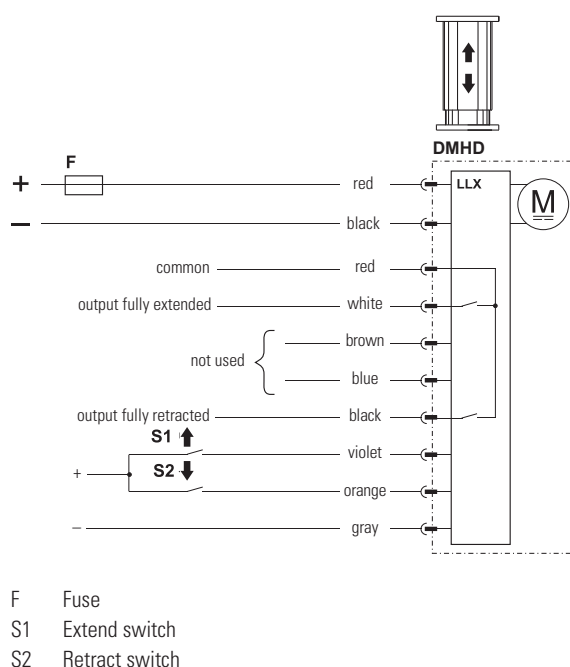 DMHD
F
+ red LLX
M
− black
common red
output fully extended white
brown
not used
blue
output fully retracted black
S1
violet
+ S2
orange
− gray
F Fuse
S1 Extend switch
S2 Retract switch